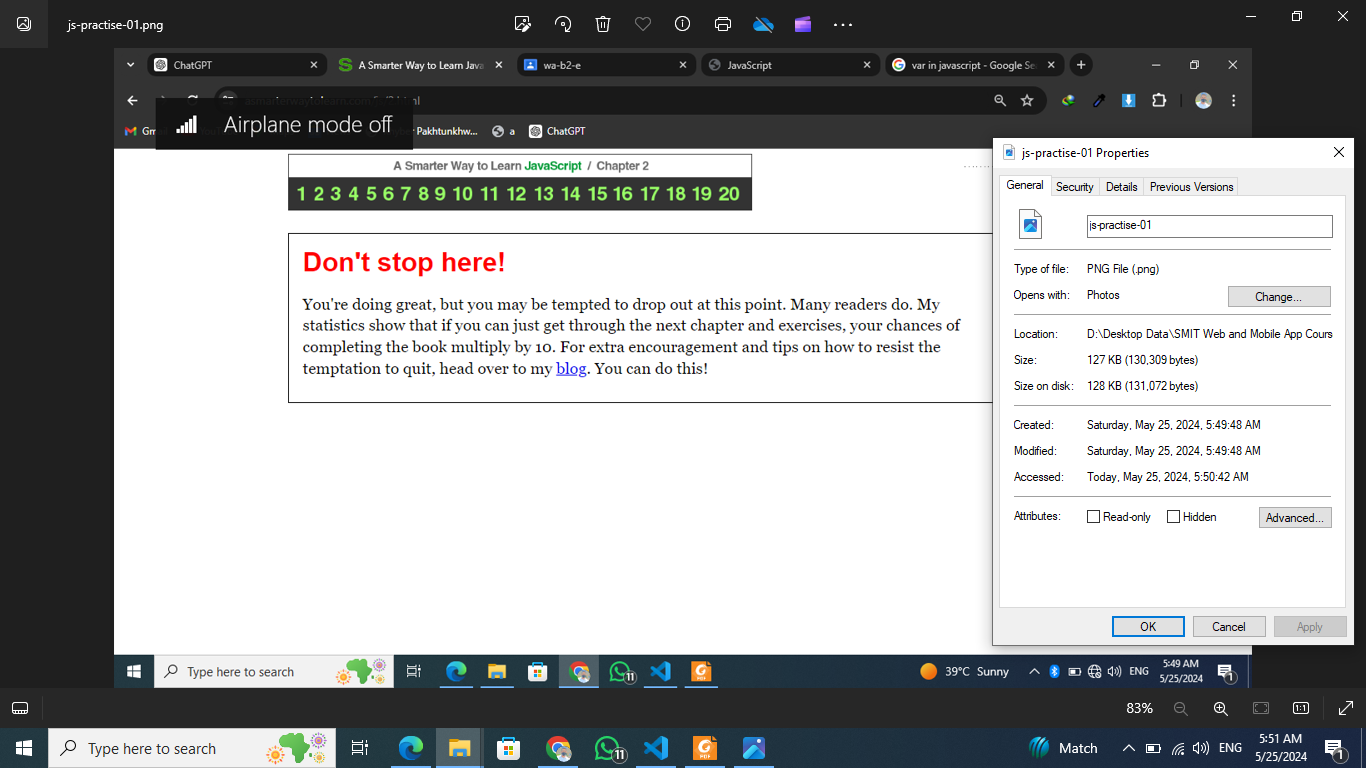 js-practise-01.png
ChatGPT
A Smarter Way to Learn Java
wa-b2-e
JavaScript
var in javascript - Google Se
Airplane mode off
Pakhtunkhw...
a
ChatGPT
A Smarter Way to Learn JavaScript / Chapter 2
1 2 3 4 5 6 7 8 9 10 11 12 13 14 15 16 17 18 19 20
Don't stop here!
You're doing great, but you may be tempted to drop out at this point. Many readers do. My
statistics show that if you can just get through the next chapter and exercises, your chances of
completing the book multiply by 10. For extra encouragement and tips on how to resist the
temptation to quit, head over to my blog. You can do this!
js-practise-01 Properties
General Security Details Previous Versions
js-practise-01
Type of file: PNG File (.png)
Opens with: Photos Change...
Location: D:\Desktop Data\SMIT Web and Mobile App Cours
Size: 127 KB (130,309 bytes)
Size on disk: 128 KB (131,072 bytes)
Created: Saturday, May 25, 2024, 5:49:48 AM
Modified: Saturday, May 25, 2024, 5:49:48 AM
Accessed: Today, May 25, 2024, 5:50:42 AM
Attributes: Read-only Hidden Advanced...
OK Cancel Apply
Type here to search
11
PDF
39°C Sunny
ENG
5:49 AM
5/25/2024
1
83%
1:1
Type here to search
11
PDF
Match
ENG
5:51 AM
5/25/2024
1